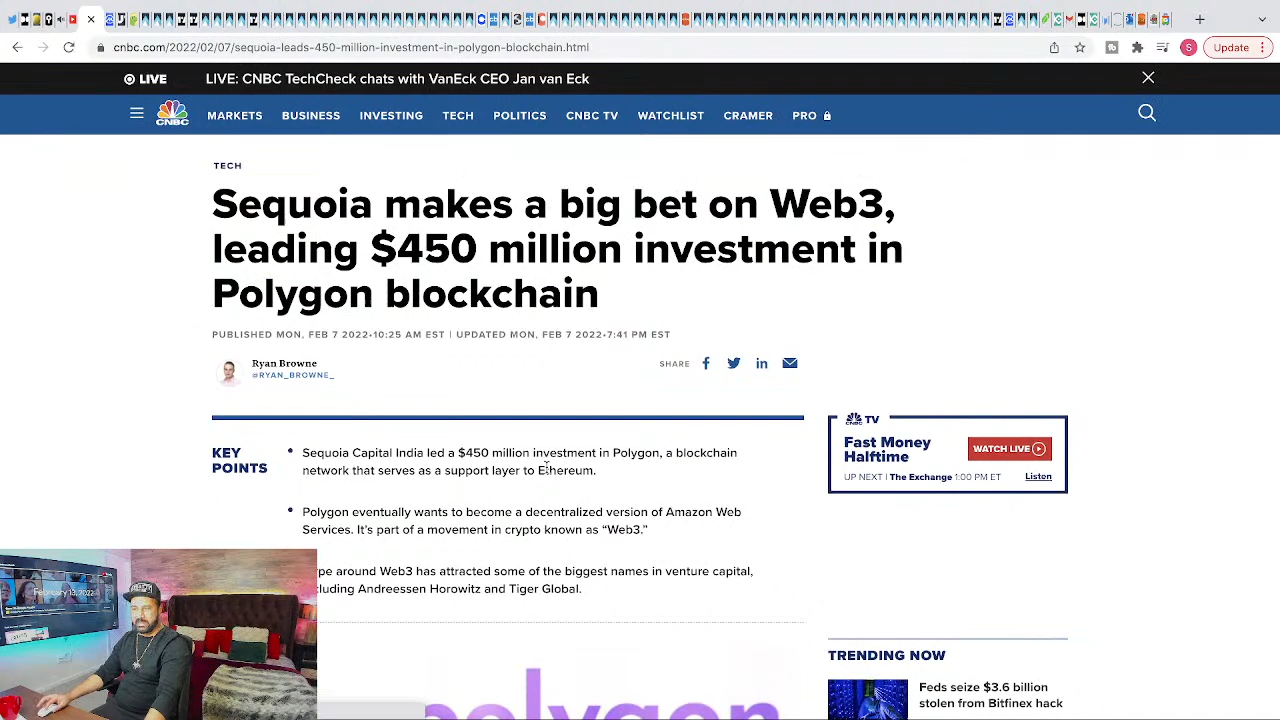 cnbc.com/2022/02/07/sequoia-leads-450-million-investment-in-polygon-blockchain.html
S
Update
LIVE
LIVE: CNBC TechCheck chats with VanEck CEO Jan van Eck
CNBC
MARKETS
BUSINESS
INVESTING
TECH
POLITICS
CNBC TV
WATCHLIST
CRAMER
PRO
TECH
Sequoia makes a big bet on Web3,
leading $450 million investment in
Polygon blockchain
PUBLISHED MON, FEB 7 2022•10:25 AM EST | UPDATED MON, FEB 7 2022•7:41 PM EST
Ryan Browne
@RYAN_BROWNE_
SHARE
KEY
POINTS
Sequoia Capital India led a $450 million investment in Polygon, a blockchain
network that serves as a support layer to Ethereum.
Polygon eventually wants to become a decentralized version of Amazon Web
Services. It's part of a movement in crypto known as “Web3.”
ype around Web3 has attracted some of the biggest names in venture capital,
cluding Andreessen Horowitz and Tiger Global.
polygon
CNBC TV
Fast Money
Halftime
WATCH LIVE
UP NEXT | The Exchange 1:00 PM ET
Listen
TRENDING NOW
Feds seize $3.6 billion
stolen from Bitfinex hack
February 13, 2022